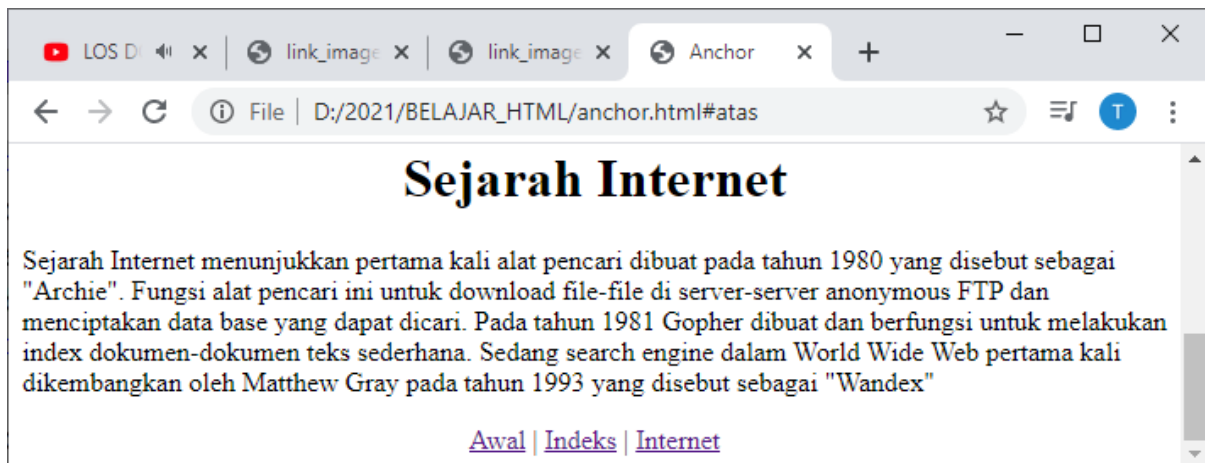 LOS D link_image link_image Anchor
File | D:/2021/BELAJAR_HTML/anchor.html#atas T
Sejarah Internet
Sejarah Internet menunjukkan pertama kali alat pencari dibuat pada tahun 1980 yang disebut sebagai
"Archie". Fungsi alat pencari ini untuk download file-file di server-server anonymous FTP dan
menciptakan data base yang dapat dicari. Pada tahun 1981 Gopher dibuat dan berfungsi untuk melakukan
index dokumen-dokumen teks sederhana. Sedang search engine dalam World Wide Web pertama kali
dikembangkan oleh Matthew Gray pada tahun 1993 yang disebut sebagai "Wandex"
Awal | Indeks | Internet